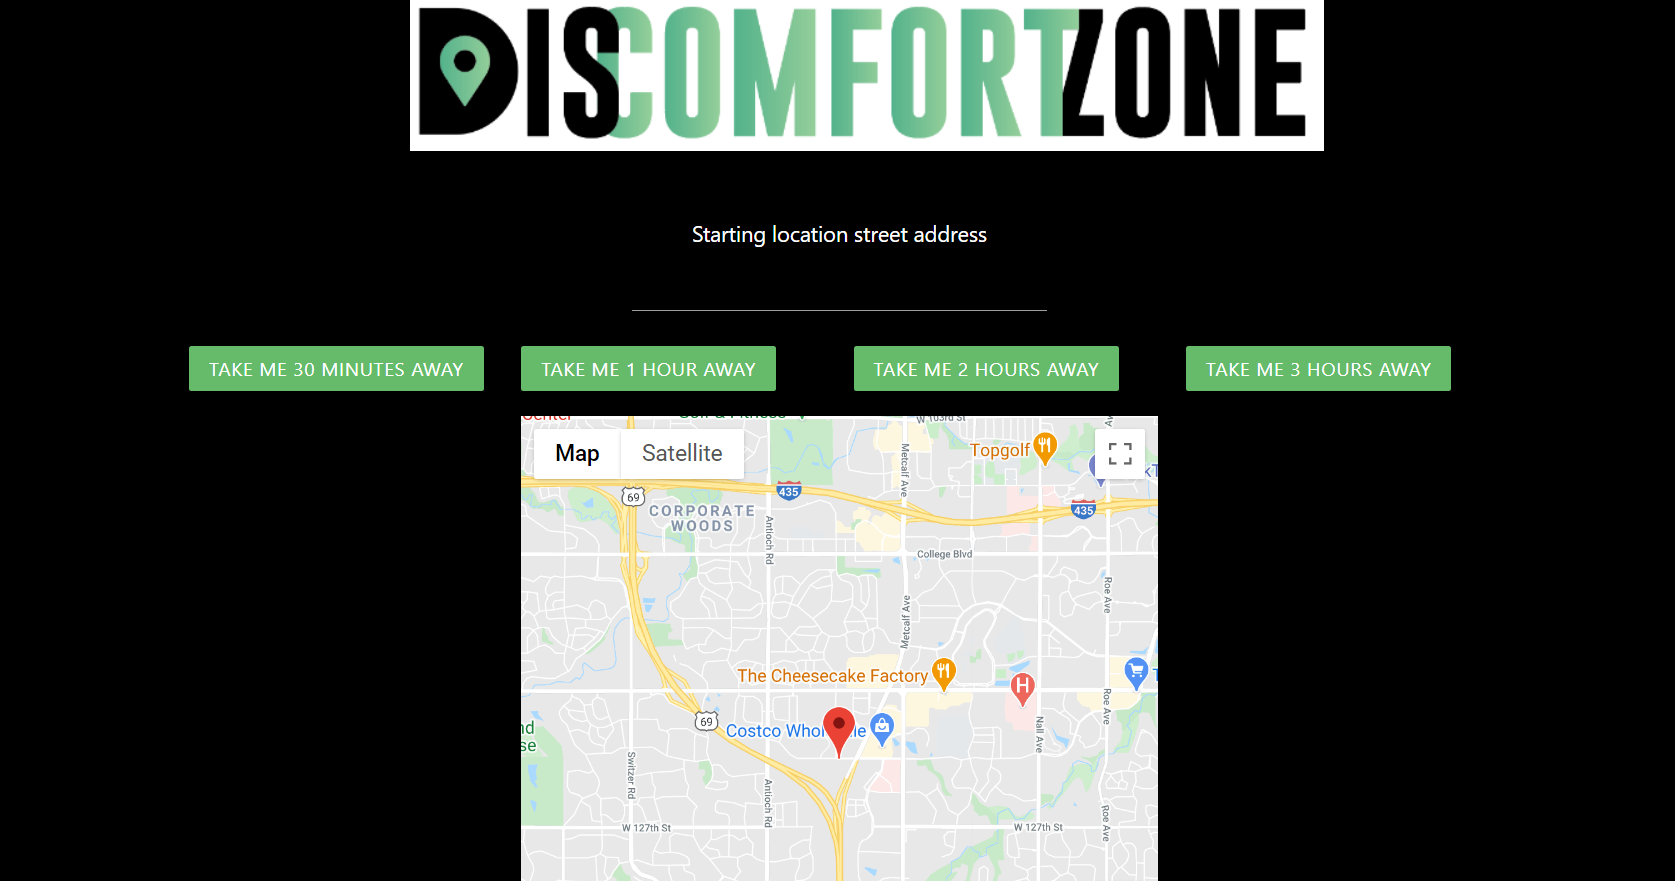 DISCOMFORTZONE
Starting location street address
TAKE ME 30 MINUTES AWAY
TAKE ME 1 HOUR AWAY
TAKE ME 2 HOURS AWAY
TAKE ME 3 HOURS AWAY
Map
Satellite
W 103rd St
Topgolf
Metcalf Ave
69
435
435
CORPORATE
WOODS
Antioch Rd
College Blvd
Metcalf Ave
Roe Ave
The Cheesecake Factory
H
69
Costco
Nall Ave
Roe Ave
Switzer Rd
Antioch Rd
W 127th St
W 127th St
Roe Ave